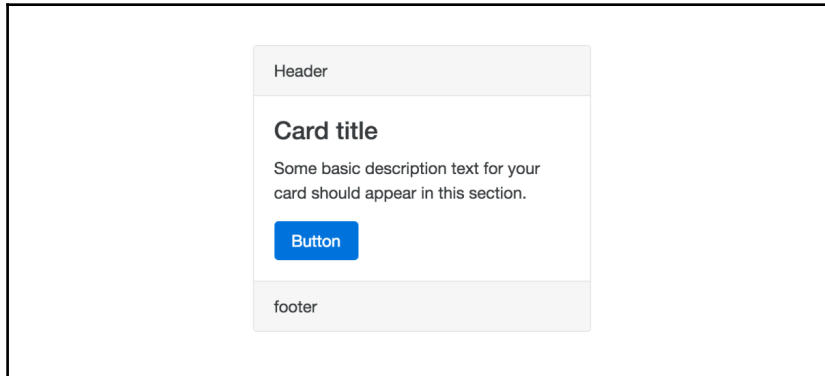 Header
Card title
Some basic description text for your
card should appear in this section.
Button
footer